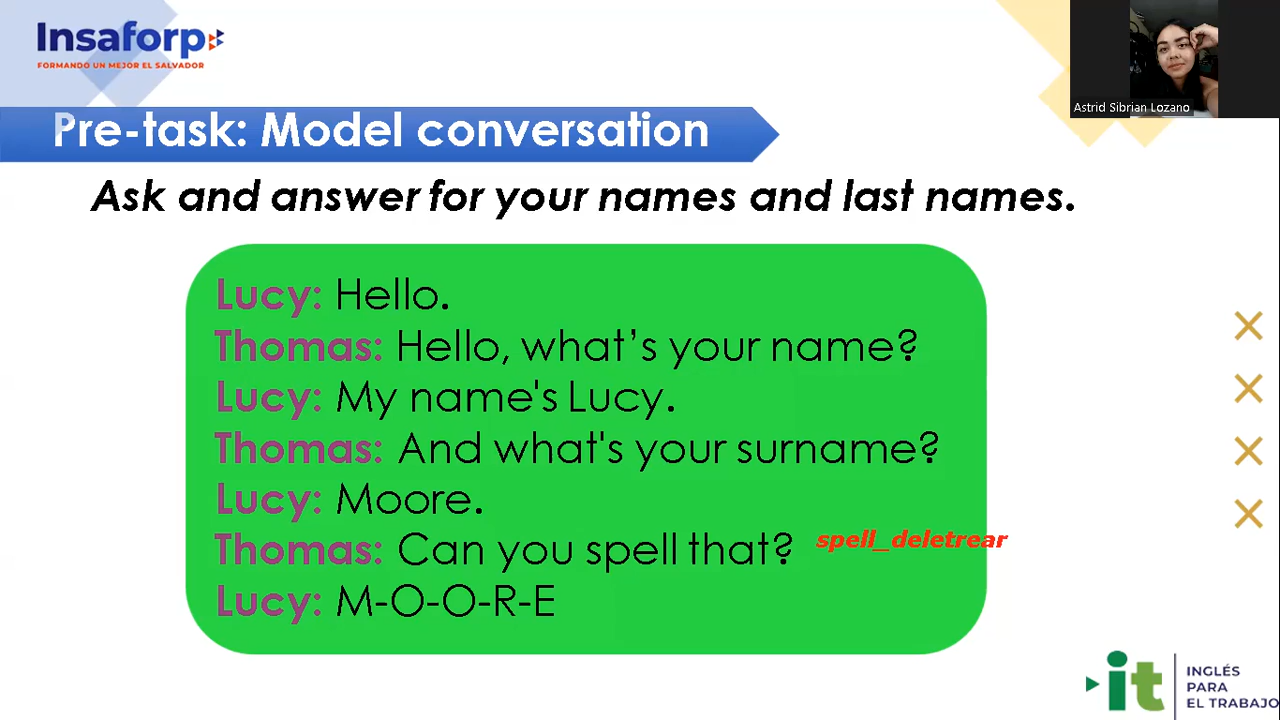 Insaforp
FORMANDO UN MEJOR EL SALVADOR
Astrid Sibrian Lozano
Pre-task: Model conversation
Ask and answer for your names and last names.
Lucy: Hello.
Thomas: Hello, what’s your name?
Lucy: My name's Lucy.
Thomas: And what's your surname?
Lucy: Moore.
Thomas: Can you spell that? spell_deletrear
Lucy: M-O-O-R-E
it
INGLÉS
PARA
EL TRABAJO